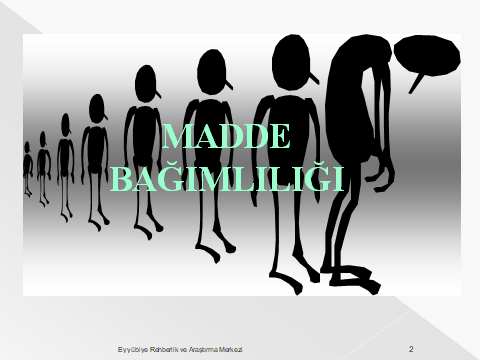 MADDE
BAĞIMLILIĞI
Eyyübiye Rehberlik ve Araştırma Merkezi
2